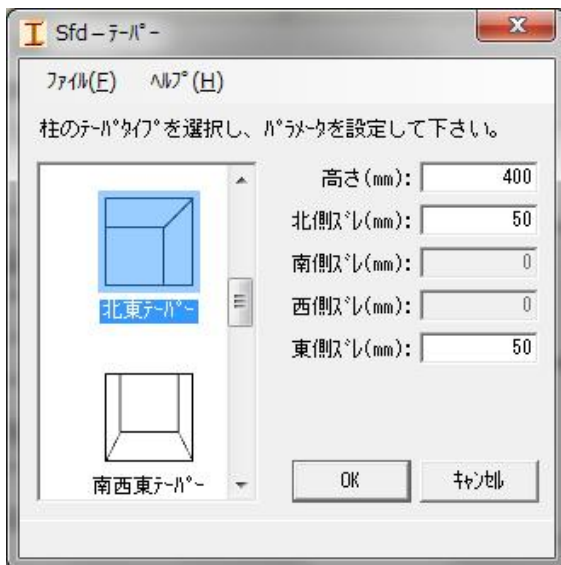 Sfd－ﾃｰﾊﾟｰ
ﾌｧｲﾙ(F) ﾍﾙﾌﾟ(H)
柱のﾃｰﾊﾟﾀｲﾌﾟを選択し、ﾊﾟﾗﾒｰﾀを設定して下さい。
北東ﾃｰﾊﾟｰ
南西東ﾃｰﾊﾟｰ
高さ(mm): 400
北側ｽﾞﾚ(mm): 50
南側ｽﾞﾚ(mm): 0
西側ｽﾞﾚ(mm): 0
東側ｽﾞﾚ(mm): 50
OK ｷｬﾝｾﾙ